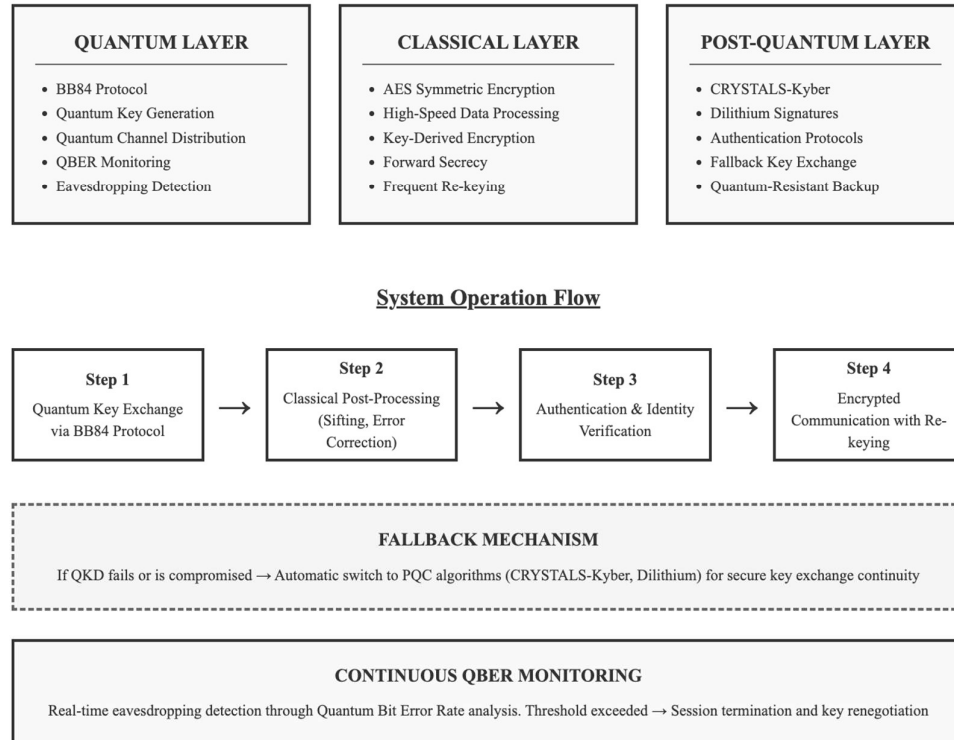 QUANTUM LAYER
• BB84 Protocol
• Quantum Key Generation
• Quantum Channel Distribution
• QBER Monitoring
• Eavesdropping Detection
CLASSICAL LAYER
• AES Symmetric Encryption
• High-Speed Data Processing
• Key-Derived Encryption
• Forward Secrecy
• Frequent Re-keying
POST-QUANTUM LAYER
• CRYSTALS-Kyber
• Dilithium Signatures
• Authentication Protocols
• Fallback Key Exchange
• Quantum-Resistant Backup
System Operation Flow
Step 1
Quantum Key Exchange
via BB84 Protocol
→
Step 2
Classical Post-Processing
(Sifting, Error
Correction)
→
Step 3
Authentication & Identity
Verification
→
Step 4
Encrypted
Communication with Re-
keying
FALLBACK MECHANISM
If QKD fails or is compromised → Automatic switch to PQC algorithms (CRYSTALS-Kyber, Dilithium) for secure key exchange continuity
CONTINUOUS QBER MONITORING
Real-time eavesdropping detection through Quantum Bit Error Rate analysis. Threshold exceeded → Session termination and key renegotiation